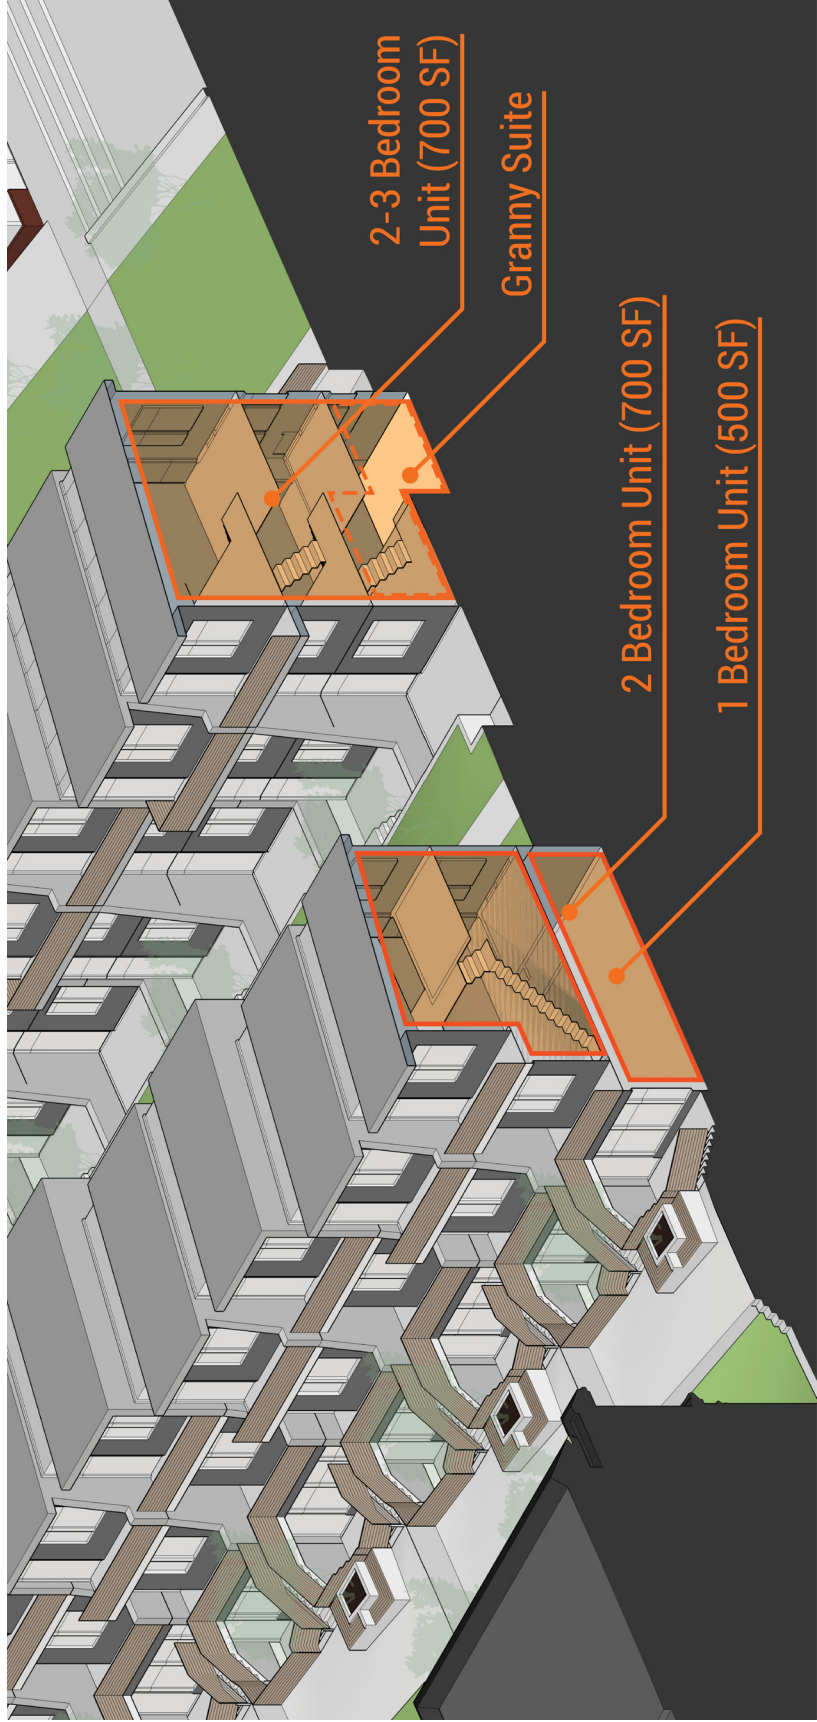 2-3 Bedroom
Unit (700 SF)
Granny Suite
2 Bedroom Unit (700 SF)
1 Bedroom Unit (500 SF)